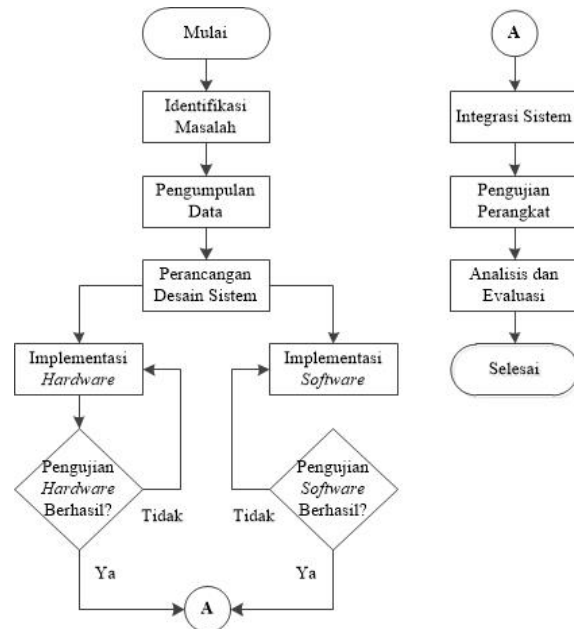 Mulai
Identifikasi
Masalah
Pengumpulan
Data
Perancangan
Desain Sistem
Implementasi
Hardware
Implementasi
Software
Pengujian
Hardware
Berhasil?
Tidak
Ya
Pengujian
Software
Berhasil?
Tidak
Ya
A
A
Integrasi Sistem
Pengujian
Perangkat
Analisis dan
Evaluasi
Selesai